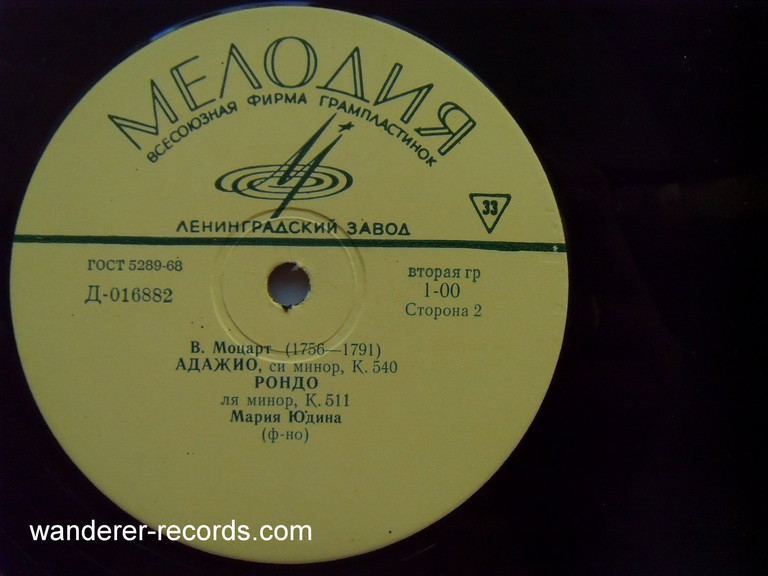 МЕЛОДИЯ
ВСЕСОЮЗНАЯ ФИРМА ГРАМПЛАСТИНОК
33
ЛЕНИНГРАДСКИЙ ЗАВОД
ГОСТ 5289-68
Д-016882
вторая гр
1-00
Сторона 2
В. Моцарт (1756—1791)
АДАЖИО, си минор, К. 540
РОНДО
ля минор, К. 511
Мария Юдина
(ф-но)
wanderer-records.com